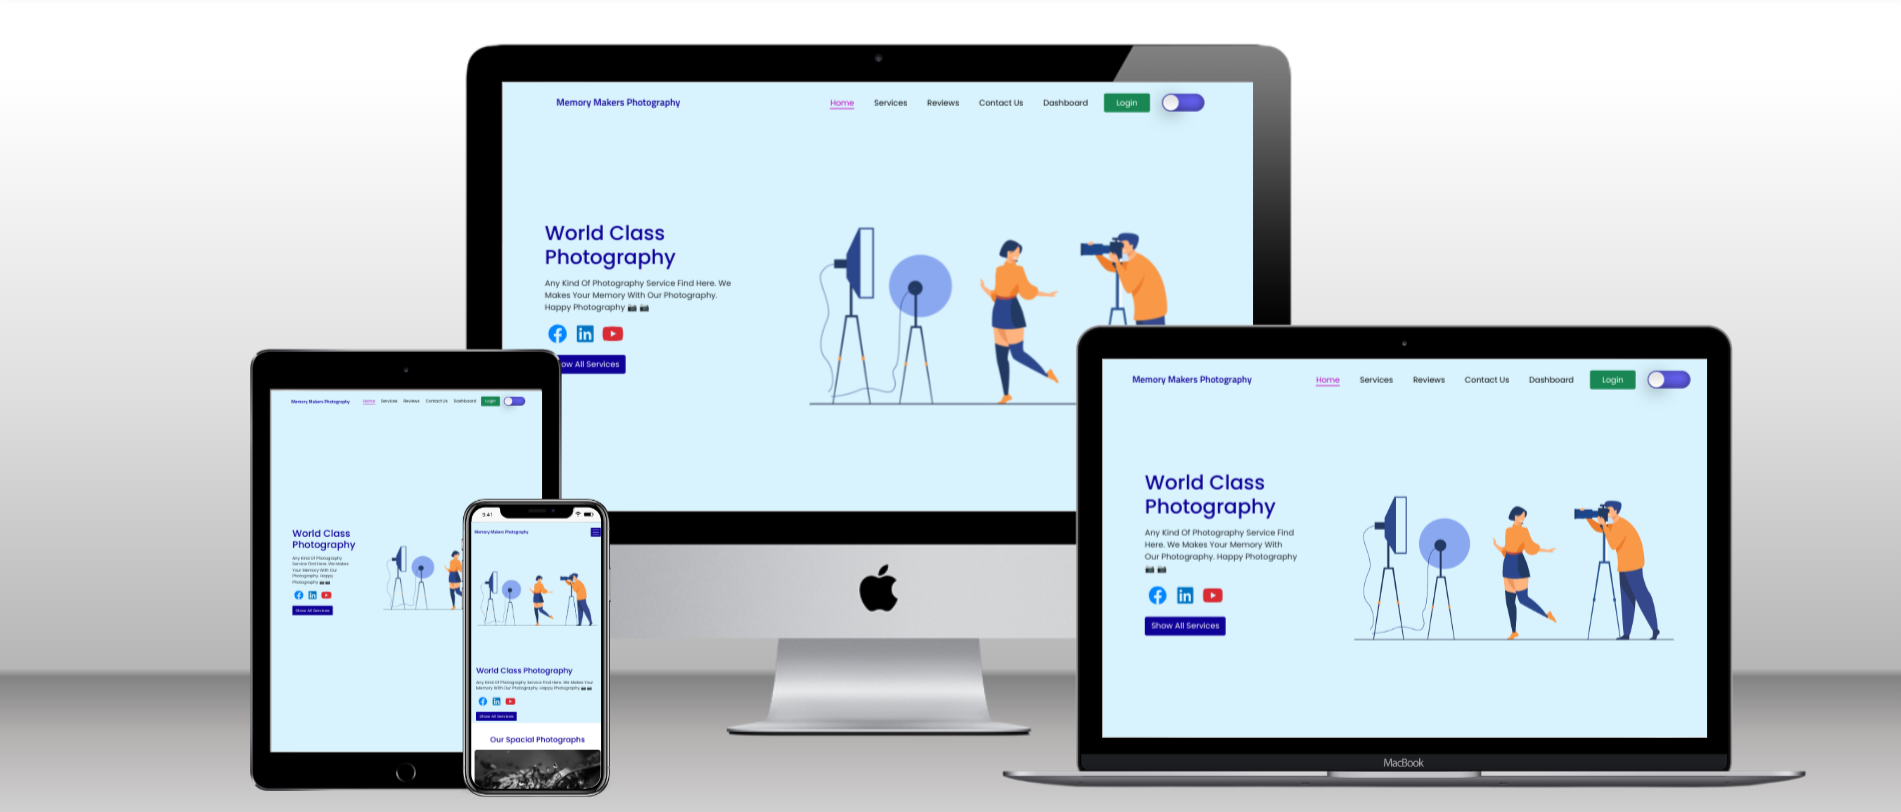 Memory Makers Photography
Home Services Reviews Contact Us Dashboard Login
World Class
Photography
Any Kind Of Photography Service Find Here. We
Makes Your Memory With Our Photography.
Happy Photography
ow All Services
Memory Makers Photography
Home Services Reviews Contact Us Dashboard Login
World Class
Photography
Any Kind Of Photography
Service Find Here. We Makes
Your Memory With Our
Photography. Happy
Photography
Show All Services
9:41
Memory Makers Photography
World Class Photography
Any Kind Of Photography Service Find Here. We Makes Your
Memory With Our Photography. Happy Photography
Show All Services
Our Spacial Photographs
Memory Makers Photography
Home Services Reviews Contact Us Dashboard Login
World Class
Photography
Any Kind Of Photography Service Find
Here. We Makes Your Memory With
Our Photography. Happy Photography
Show All Services
MacBook